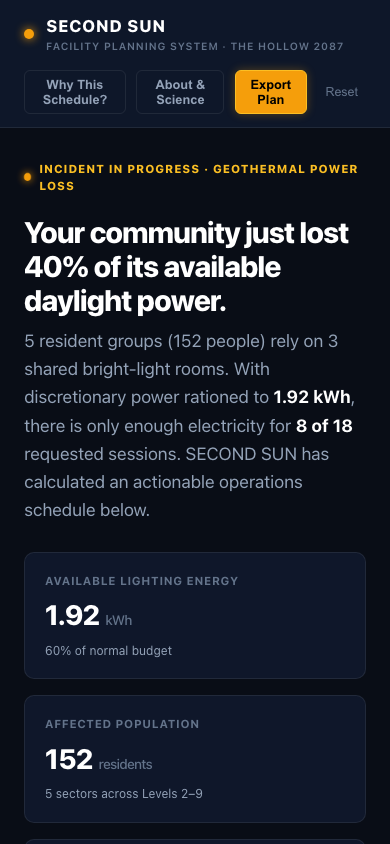 SECOND SUN
FACILITY PLANNING SYSTEM · THE HOLLOW 2087
Why This
Schedule?
About &
Science
Export
Plan
Reset
INCIDENT IN PROGRESS · GEOTHERMAL POWER
LOSS
Your community just lost
40% of its available
daylight power.
5 resident groups (152 people) rely on 3
shared bright-light rooms. With
discretionary power rationed to 1.92 kWh,
there is only enough electricity for 8 of 18
requested sessions. SECOND SUN has
calculated an actionable operations
schedule below.
AVAILABLE LIGHTING ENERGY
1.92 kWh
60% of normal budget
AFFECTED POPULATION
152 residents
5 sectors across Levels 2–9